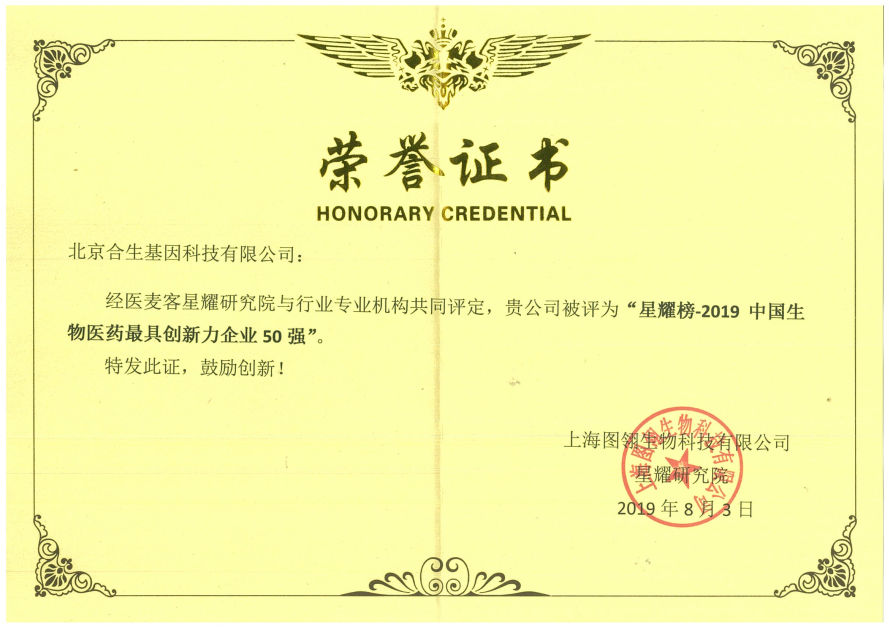 荣誉证书
HONORARY CREDENTIAL
北京合生基因科技有限公司：
经医麦客星耀研究院与行业专业机构共同评定，贵公司被评为“星耀榜-2019 中国生
物医药最具创新力企业 50 强”。
特发此证，鼓励创新！
上海图翎生物科技有限公司
星耀研究院
2019 年 8 月 3 日
上海图翎生物科技有限公司